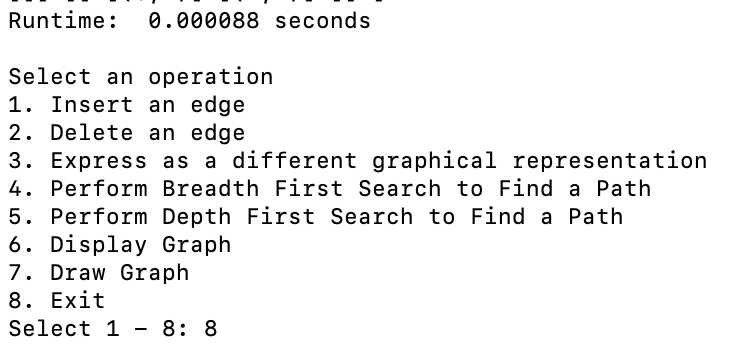 Runtime:  0.000088 seconds
Select an operation
1. Insert an edge
2. Delete an edge
3. Express as a different graphical representation
4. Perform Breadth First Search to Find a Path
5. Perform Depth First Search to Find a Path
6. Display Graph
7. Draw Graph
8. Exit
Select 1 – 8: 8